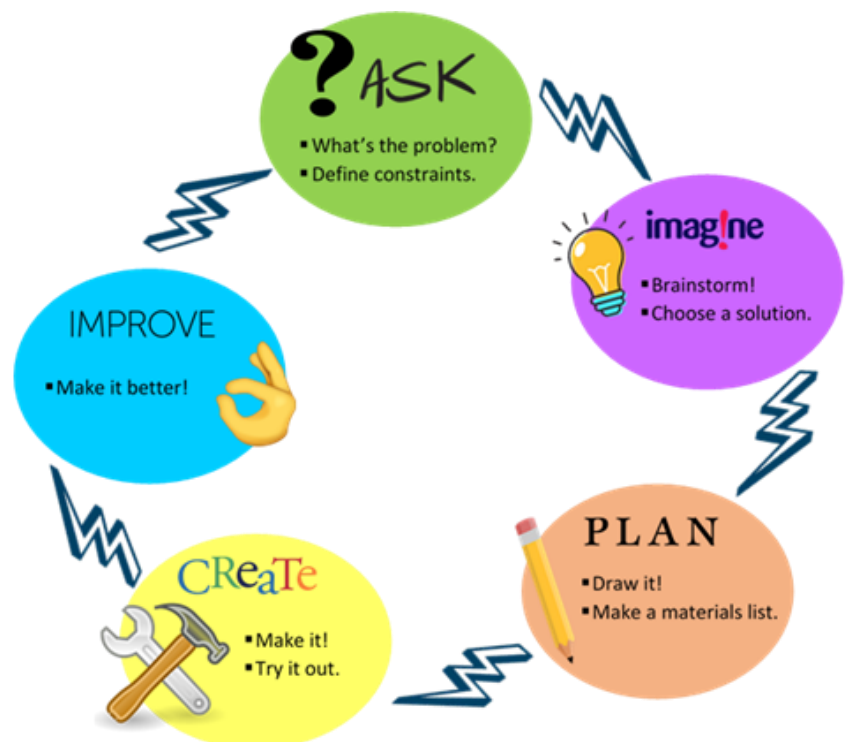 ? ASK
▪ What's the problem?
▪ Define constraints.
imag!ne
▪ Brainstorm!
▪ Choose a solution.
PLAN
▪ Draw it!
▪ Make a materials list.
CReaTe
▪ Make it!
▪ Try it out.
IMPROVE
▪ Make it better!